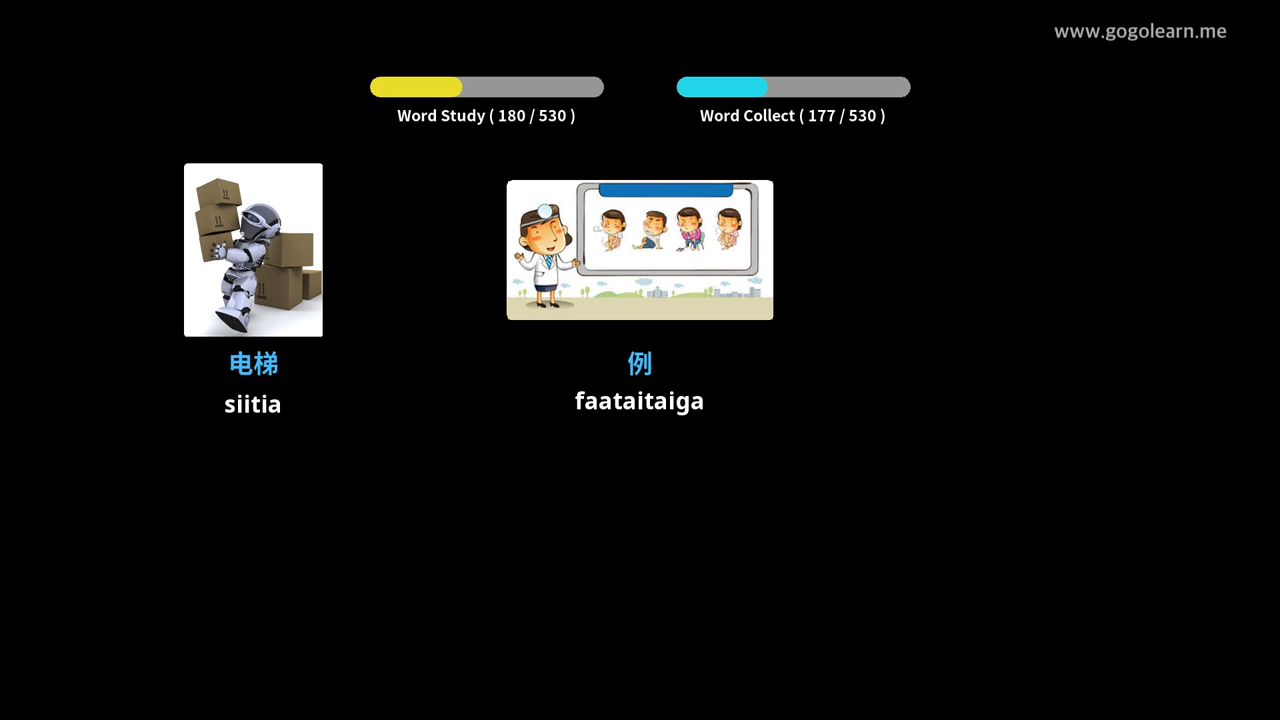 www.gogolearn.me
Word Study ( 180 / 530 )
Word Collect ( 177 / 530 )
电梯
siitia
例
faataitaiga